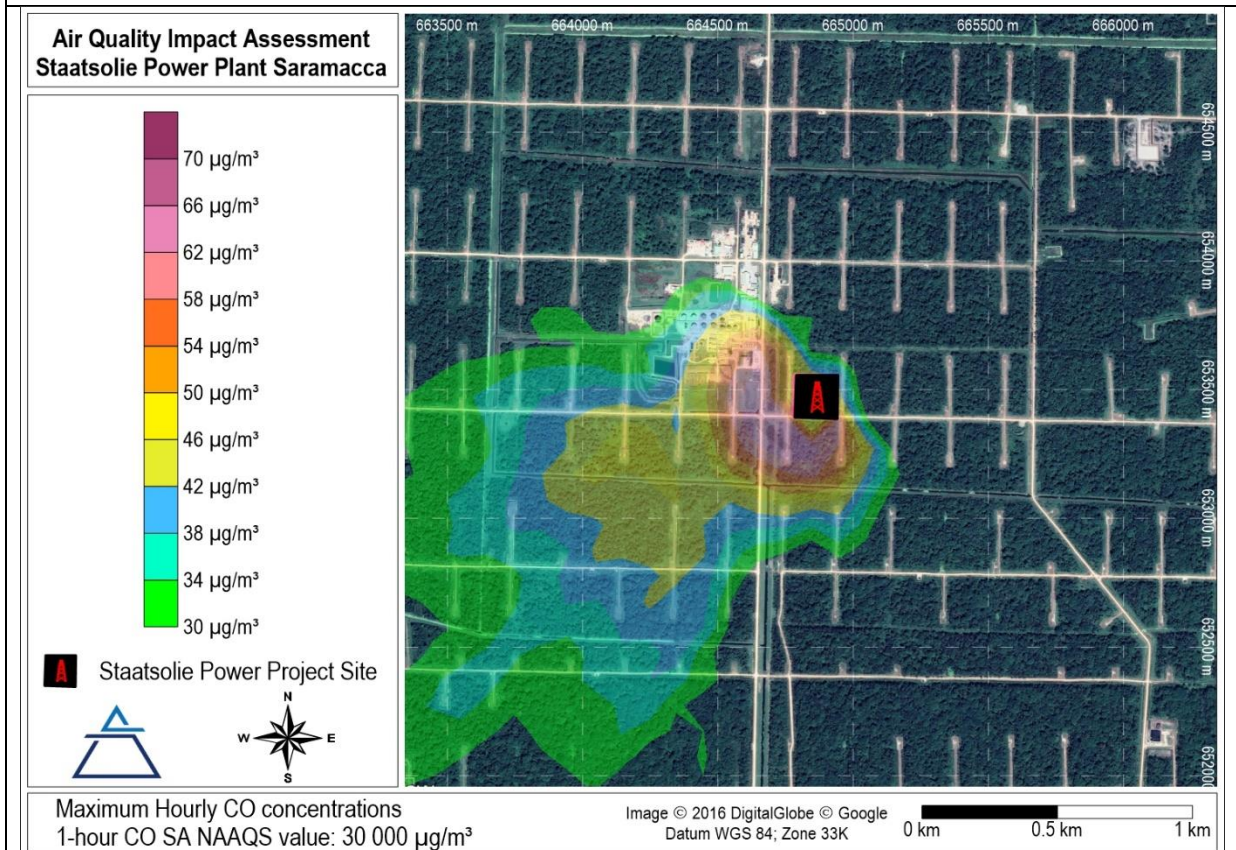 Air Quality Impact Assessment
Staatsolie Power Plant Saramacca
70 µg/m³
66 µg/m³
62 µg/m³
58 µg/m³
54 µg/m³
50 µg/m³
46 µg/m³
42 µg/m³
38 µg/m³
34 µg/m³
30 µg/m³
Staatsolie Power Project Site
N
W E
S
663500 m 664000 m 664500 m 665000 m 665500 m 666000 m
654500 m
654000 m
653500 m
653000 m
652500 m
652000
Maximum Hourly CO concentrations
1-hour CO SA NAAQS value: 30 000 µg/m³
Image © 2016 DigitalGlobe © Google
Datum WGS 84; Zone 33K
0 km 0.5 km 1 km